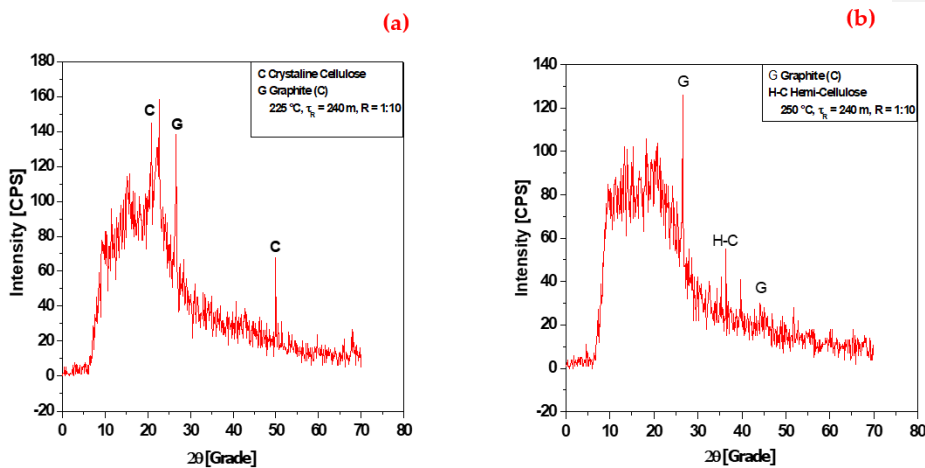 (a)
180
160
140
120
100
80
60
40
20
0
-20
Intensity [CPS]
C Crystaline Cellulose
G Graphite (C)
225 °C, τR = 240 m, R = 1:10
C
G
C
0 10 20 30 40 50 60 70 80
2θ [Grade]
(b)
140
120
100
80
60
40
20
0
-20
Intensity [CPS]
G Graphite (C)
H-C Hemi-Cellulose
250 °C, τR = 240 m, R = 1:10
G
H-C
G
0 10 20 30 40 50 60 70 80
2θ [Grade]